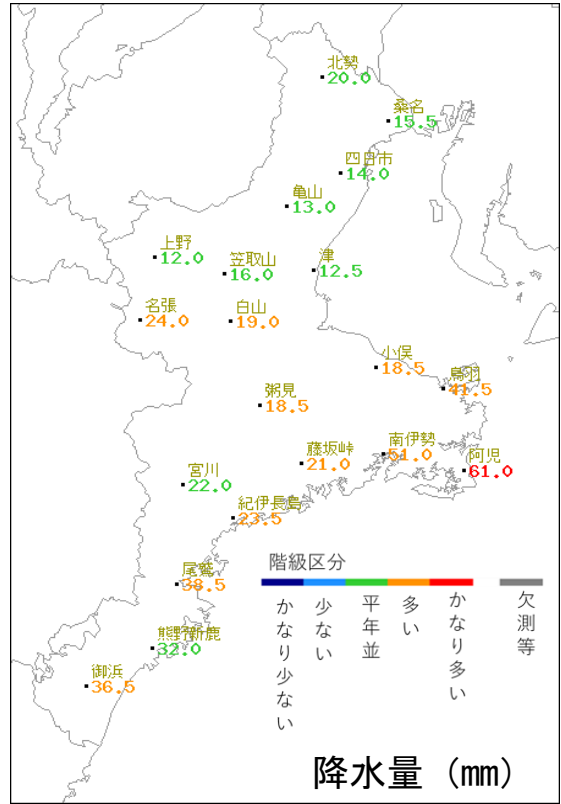 北勢
20.0
桑名
15.5
四日市
14.0
亀山
13.0
上野
12.0
笠取山
16.0
津
12.5
名張
24.0
白山
19.0
小俣
18.5
鳥羽
41.5
粥見
18.5
南伊勢
51.0
藤坂峠
21.0
阿児
61.0
宮川
22.0
紀伊長島
23.5
尾鷲
38.5
熊野新鹿
32.0
御浜
36.5
階級区分
かなり少ない
少ない
平年並
多い
かなり多い
欠測等
降水量 (㎜)